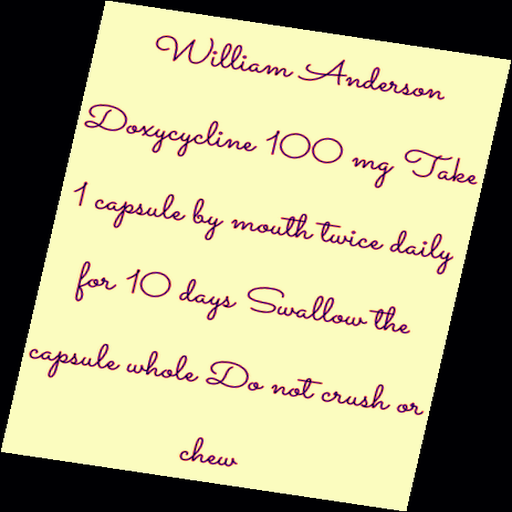 William Anderson
Doxycycline 100 mg Take
1 capsule by mouth twice daily
for 10 days Swallow the
capsule whole Do not crush or
chew